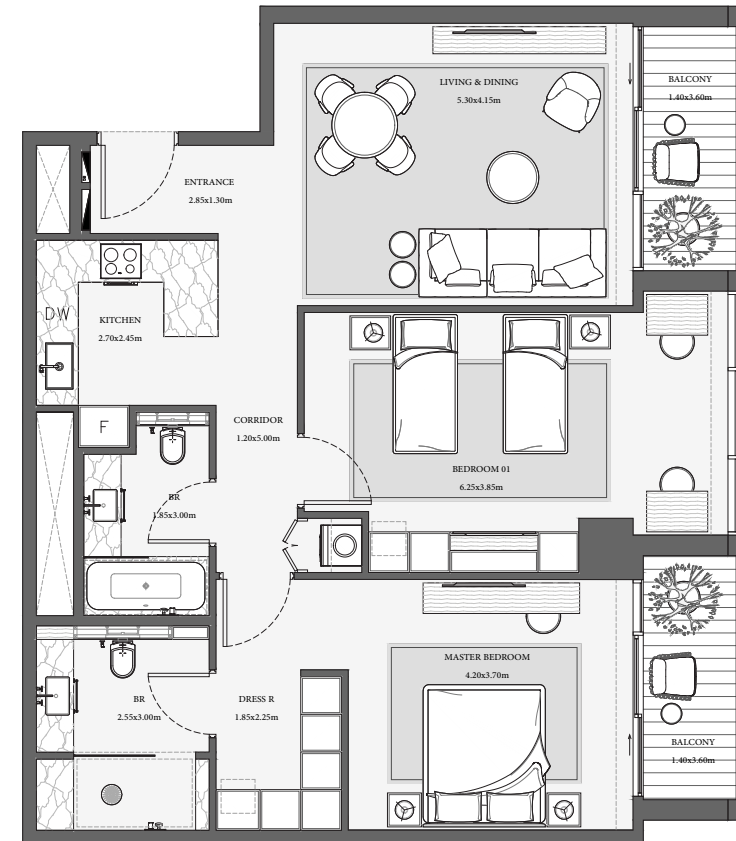 LIVING & DINING
5.30x4.15m
BALCONY
1.40x3.60m
ENTRANCE
2.85x1.30m
DW
KITCHEN
2.70x2.45m
F
CORRIDOR
1.20x5.00m
BEDROOM 01
6.25x3.85m
BR
1.85x3.00m
MASTER BEDROOM
4.20x3.70m
BR
2.55x3.00m
DRESS R
1.85x2.25m
BALCONY
1.40x3.60m